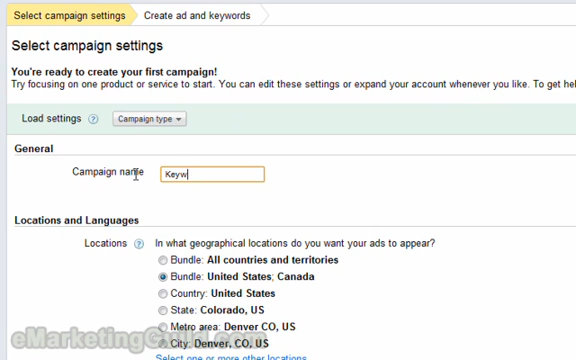 Select campaign settings
Create ad and keywords
Select campaign settings
You're ready to create your first campaign!
Try focusing on one product or service to start. You can edit these settings or expand your account whenever you like. To get hel
Load settings ? Campaign type
General
Campaign name Keyw
Locations and Languages
Locations ? In what geographical locations do you want your ads to appear?
Bundle: All countries and territories
Bundle: United States; Canada
Country: United States
State: Colorado, US
Metro area: Denver CO, US
City: Denver, CO, US
Select one or more other locations
eMarketingGuild.com